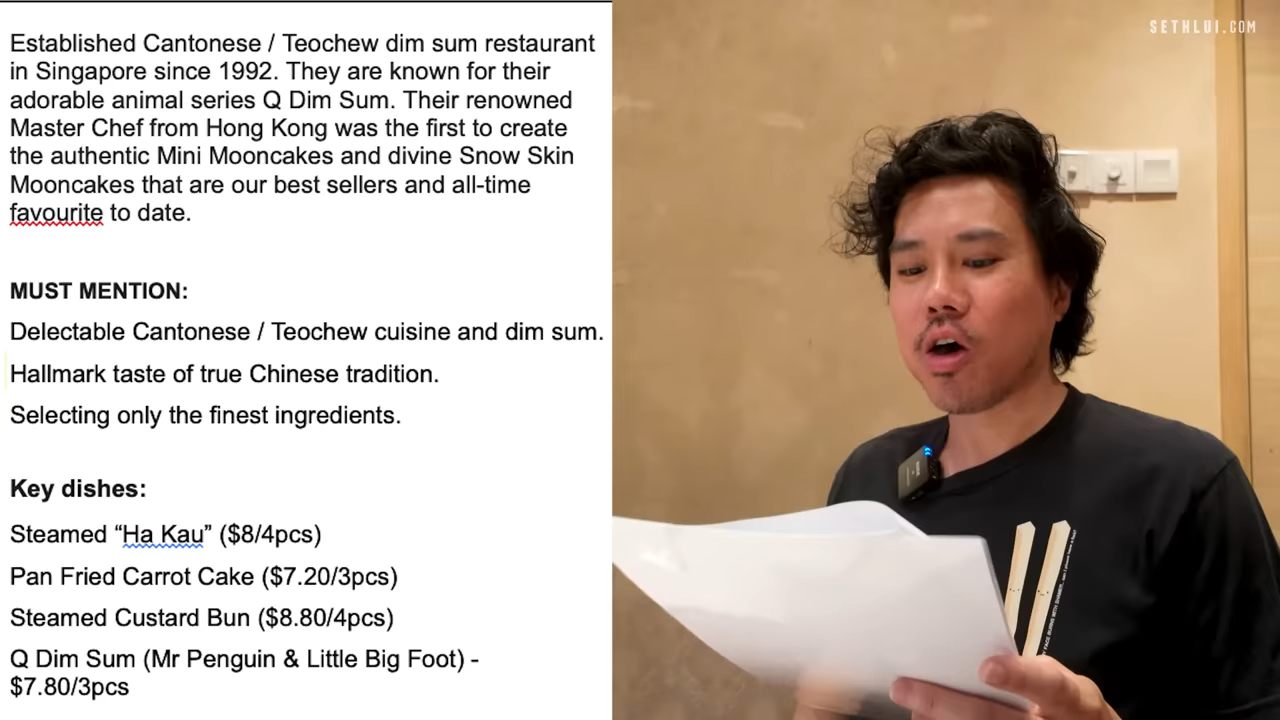 Established Cantonese / Teochew dim sum restaurant
in Singapore since 1992. They are known for their
adorable animal series Q Dim Sum. Their renowned
Master Chef from Hong Kong was the first to create
the authentic Mini Mooncakes and divine Snow Skin
Mooncakes that are our best sellers and all-time
favourite to date.
MUST MENTION:
Delectable Cantonese / Teochew cuisine and dim sum.
Hallmark taste of true Chinese tradition.
Selecting only the finest ingredients.
Key dishes:
Steamed “Ha Kau” ($8/4pcs)
Pan Fried Carrot Cake ($7.20/3pcs)
Steamed Custard Bun ($8.80/4pcs)
Q Dim Sum (Mr Penguin & Little Big Foot) -
$7.80/3pcs
SETHLUI.COM